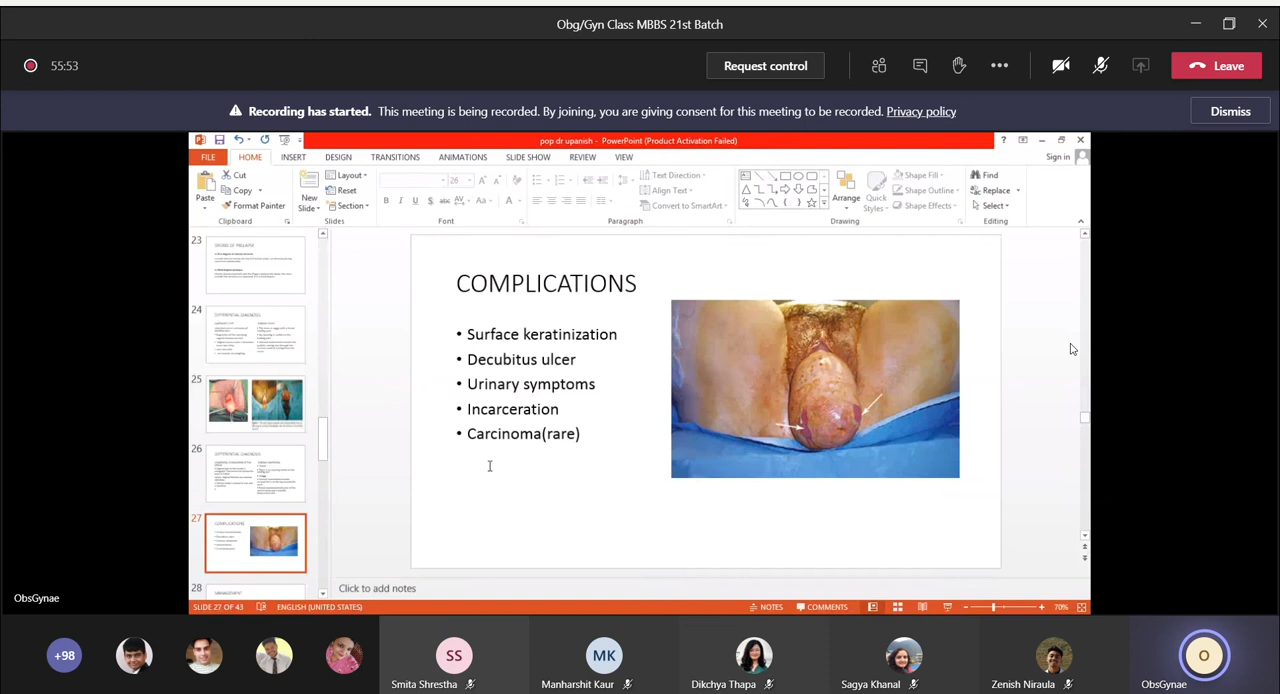 Obg/Gyn Class MBBS 21st Batch
55:53
Request control
Leave
Recording has started. This meeting is being recorded. By joining, you are giving consent for this meeting to be recorded. Privacy policy
Dismiss
pop dr upanish - PowerPoint (Product Activation Failed)
FILE HOME INSERT DESIGN TRANSITIONS ANIMATIONS SLIDE SHOW REVIEW VIEW
Sign in
Paste
Cut
Copy
Format Painter
Clipboard
New Slide
Layout
Reset
Section
Slides
26
Font
Text Direction
Align Text
Convert to SmartArt
Paragraph
Arrange
Quick Styles
Shape Fill
Shape Outline
Shape Effects
Drawing
Find
Replace
Select
Editing
23
24
25
26
27
28
COMPLICATIONS
• Surface keratinization
• Decubitus ulcer
• Urinary symptoms
• Incarceration
• Carcinoma(rare)
Click to add notes
ObsGynae
SLIDE 27 OF 43 ENGLISH (UNITED STATES)
NOTES COMMENTS 70%
+98
SS
MK
O
Smita Shrestha
Manharshit Kaur
Dikchya Thapa
Sagya Khanal
Zenish Niraula
ObsGynae